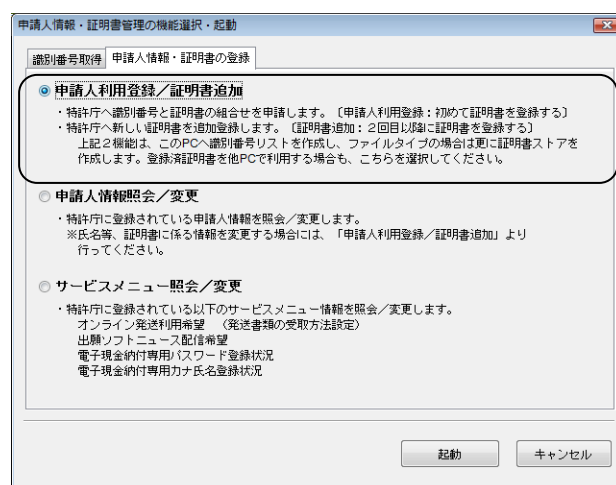 申請人情報・証明書管理の機能選択・起動
識別番号取得 申請人情報・証明書の登録
申請人利用登録／証明書追加
・特許庁へ識別番号と証明書の組合せを申請します。〔申請人利用登録：初めて証明書を登録する〕
・特許庁へ新しい証明書を追加登録します。〔証明書追加：２回目以降に証明書を登録する〕
上記２機能は、このPCへ識別番号リストを作成し、ファイルタイプの場合は更に証明書ストアを
作成します。登録済証明書を他PCで利用する場合も、こちらを選択してください。
申請人情報照会／変更
・特許庁に登録されている申請人情報を照会／変更します。
※氏名等、証明書に係る情報を変更する場合には、「申請人利用登録／証明書追加」より
行ってください。
サービスメニュー照会／変更
・特許庁に登録されている以下のサービスメニュー情報を照会／変更します。
オンライン発送利用希望　（発送書類の受取方法設定）
出願ソフトニュース配信希望
電子現金納付専用パスワード登録状況
電子現金納付専用カナ氏名登録状況
起動 キャンセル